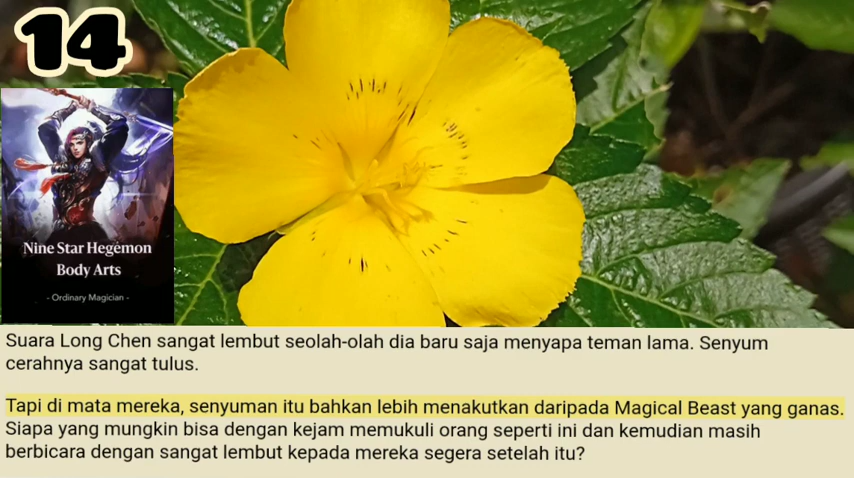 14
Nine Star Hegemon
Body Arts
- Ordinary Magician -
Suara Long Chen sangat lembut seolah-olah dia baru saja menyapa teman lama. Senyum
cerahnya sangat tulus.
Tapi di mata mereka, senyuman itu bahkan lebih menakutkan daripada Magical Beast yang ganas.
Siapa yang mungkin bisa dengan kejam memukuli orang seperti ini dan kemudian masih
berbicara dengan sangat lembut kepada mereka segera setelah itu?